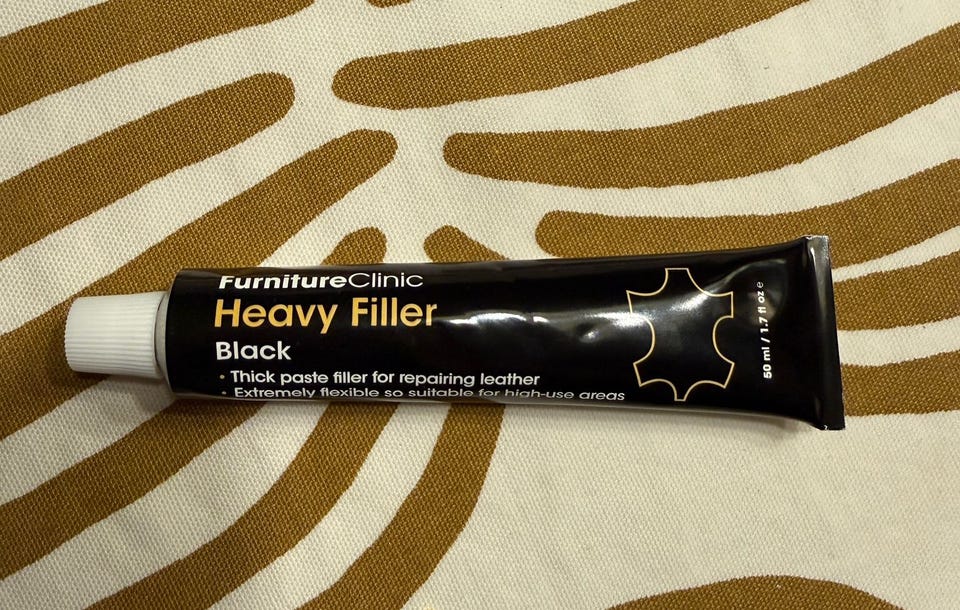 FurnitureClinic
Heavy Filler
Black
• Thick paste filler for repairing leather
• Extremely flexible so suitable for high-use areas
50 ml / 1.7 fl oz e